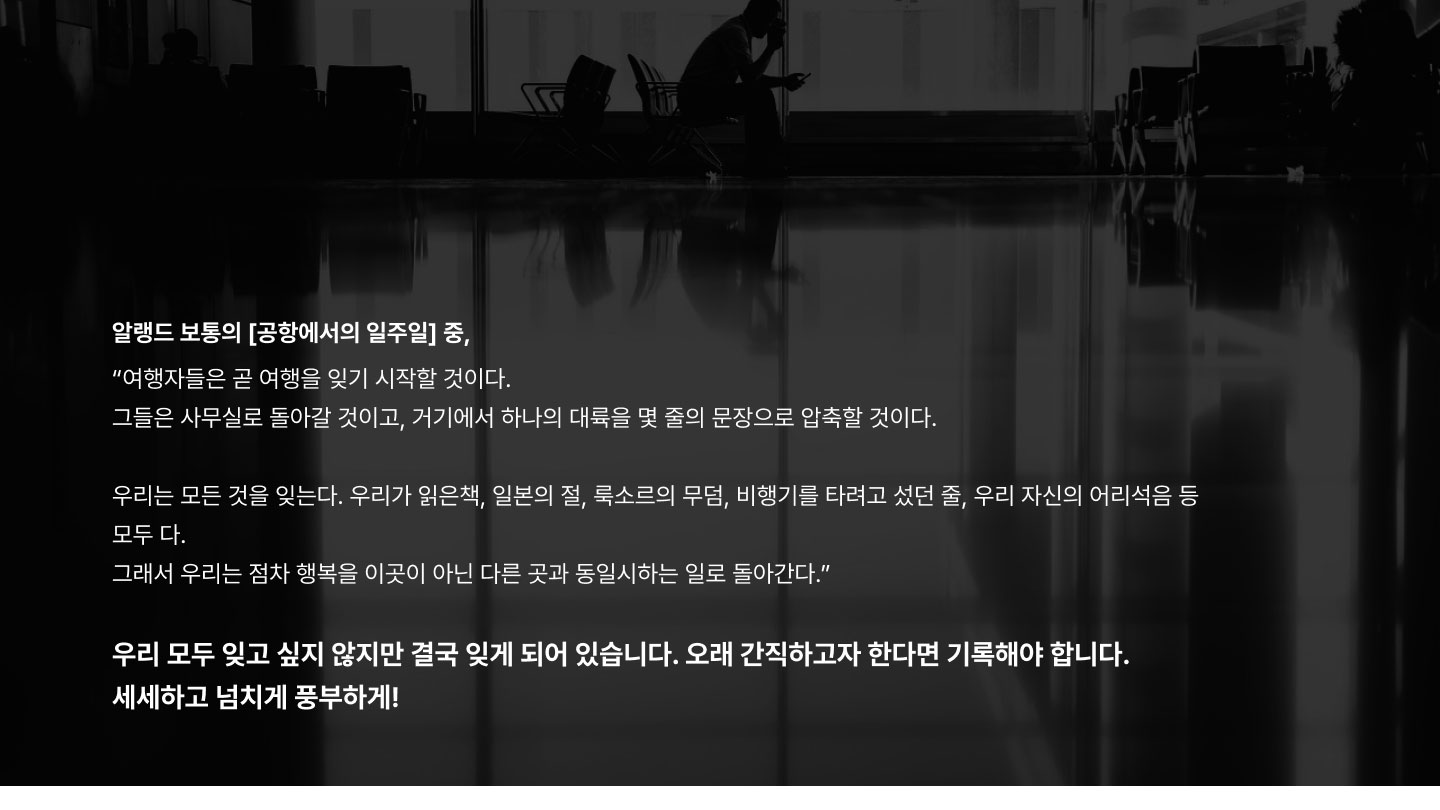 알랭드 보통의 [공항에서의 일주일] 중,
“여행자들은 곧 여행을 잊기 시작할 것이다.
그들은 사무실로 돌아갈 것이고, 거기에서 하나의 대륙을 몇 줄의 문장으로 압축할 것이다.
우리는 모든 것을 잊는다. 우리가 읽은책, 일본의 절, 룩소르의 무덤, 비행기를 타려고 섰던 줄, 우리 자신의 어리석음 등
모두 다.
그래서 우리는 점차 행복을 이곳이 아닌 다른 곳과 동일시하는 일로 돌아간다.”
우리 모두 잊고 싶지 않지만 결국 잊게 되어 있습니다. 오래 간직하고자 한다면 기록해야 합니다.
세세하고 넘치게 풍부하게!